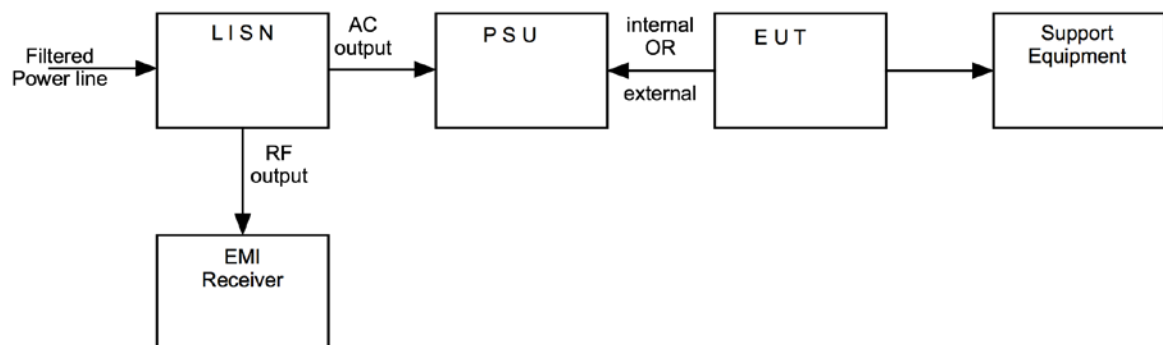 Filtered
Power line
L I S N
AC
output
P S U
internal
OR
external
E U T
Support
Equipment
RF
output
EMI
Receiver